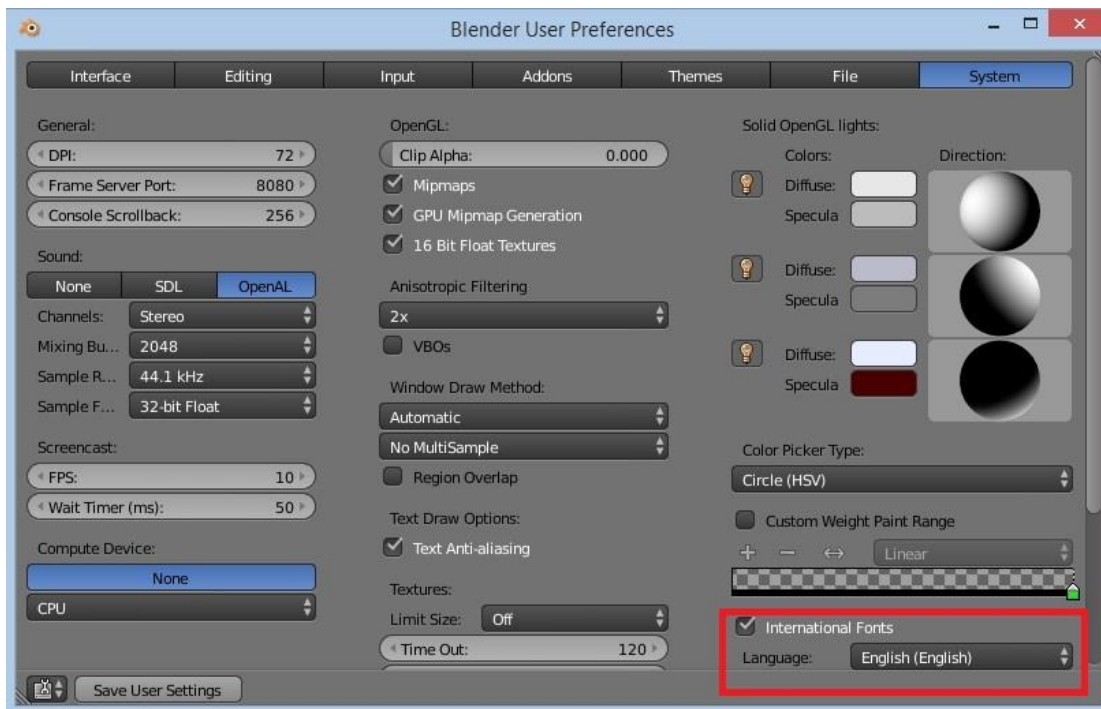 Blender User Preferences
Interface Editing Input Addons Themes File System
General:
DPI: 72
Frame Server Port: 8080
Console Scrollback: 256
Sound:
None SDL OpenAL
Channels: Stereo
Mixing Bu... 2048
Sample R... 44.1 kHz
Sample F... 32-bit Float
Screencast:
FPS: 10
Wait Timer (ms): 50
Compute Device:
None
CPU
OpenGL:
Clip Alpha: 0.000
Mipmaps
GPU Mipmap Generation
16 Bit Float Textures
Anisotropic Filtering
2x
VBOs
Window Draw Method:
Automatic
No MultiSample
Region Overlap
Text Draw Options:
Text Anti-aliasing
Textures:
Limit Size: Off
Time Out: 120
Solid OpenGL lights:
Colors: Direction:
Diffuse:
Specula
Diffuse:
Specula
Diffuse:
Specula
Color Picker Type:
Circle (HSV)
Custom Weight Paint Range
Linear
International Fonts
Language: English (English)
Save User Settings